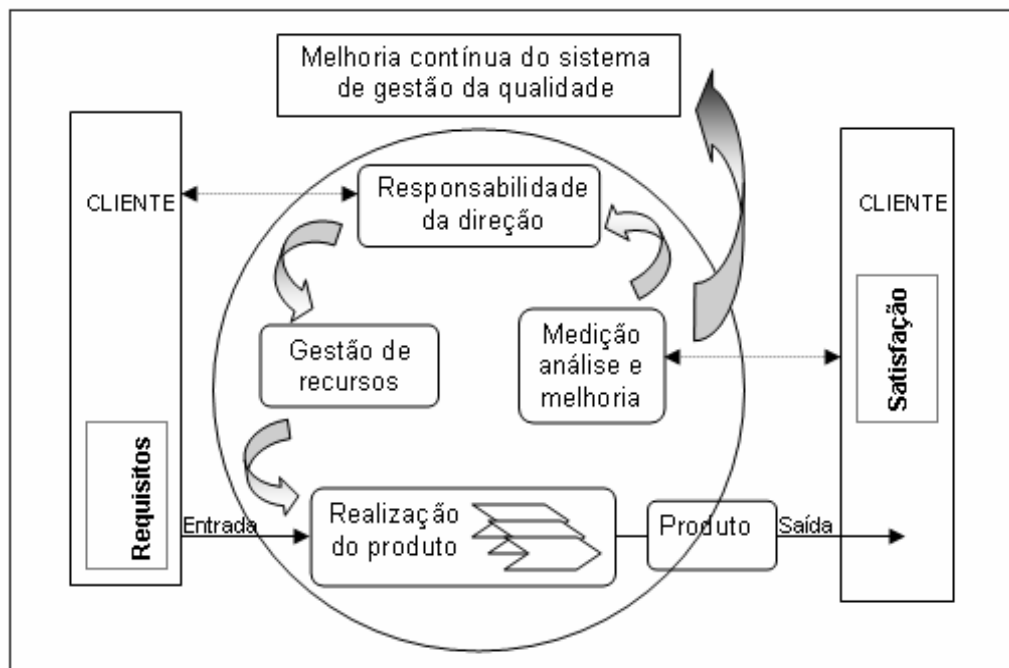 Melhoria contínua do sistema
de gestão da qualidade
CLIENTE
Responsabilidade
da direção
CLIENTE
Gestão de
recursos
Medição
análise e
melhoria
Satisfação
Requisitos
Entrada
Realização
do produto
Produto
Saída